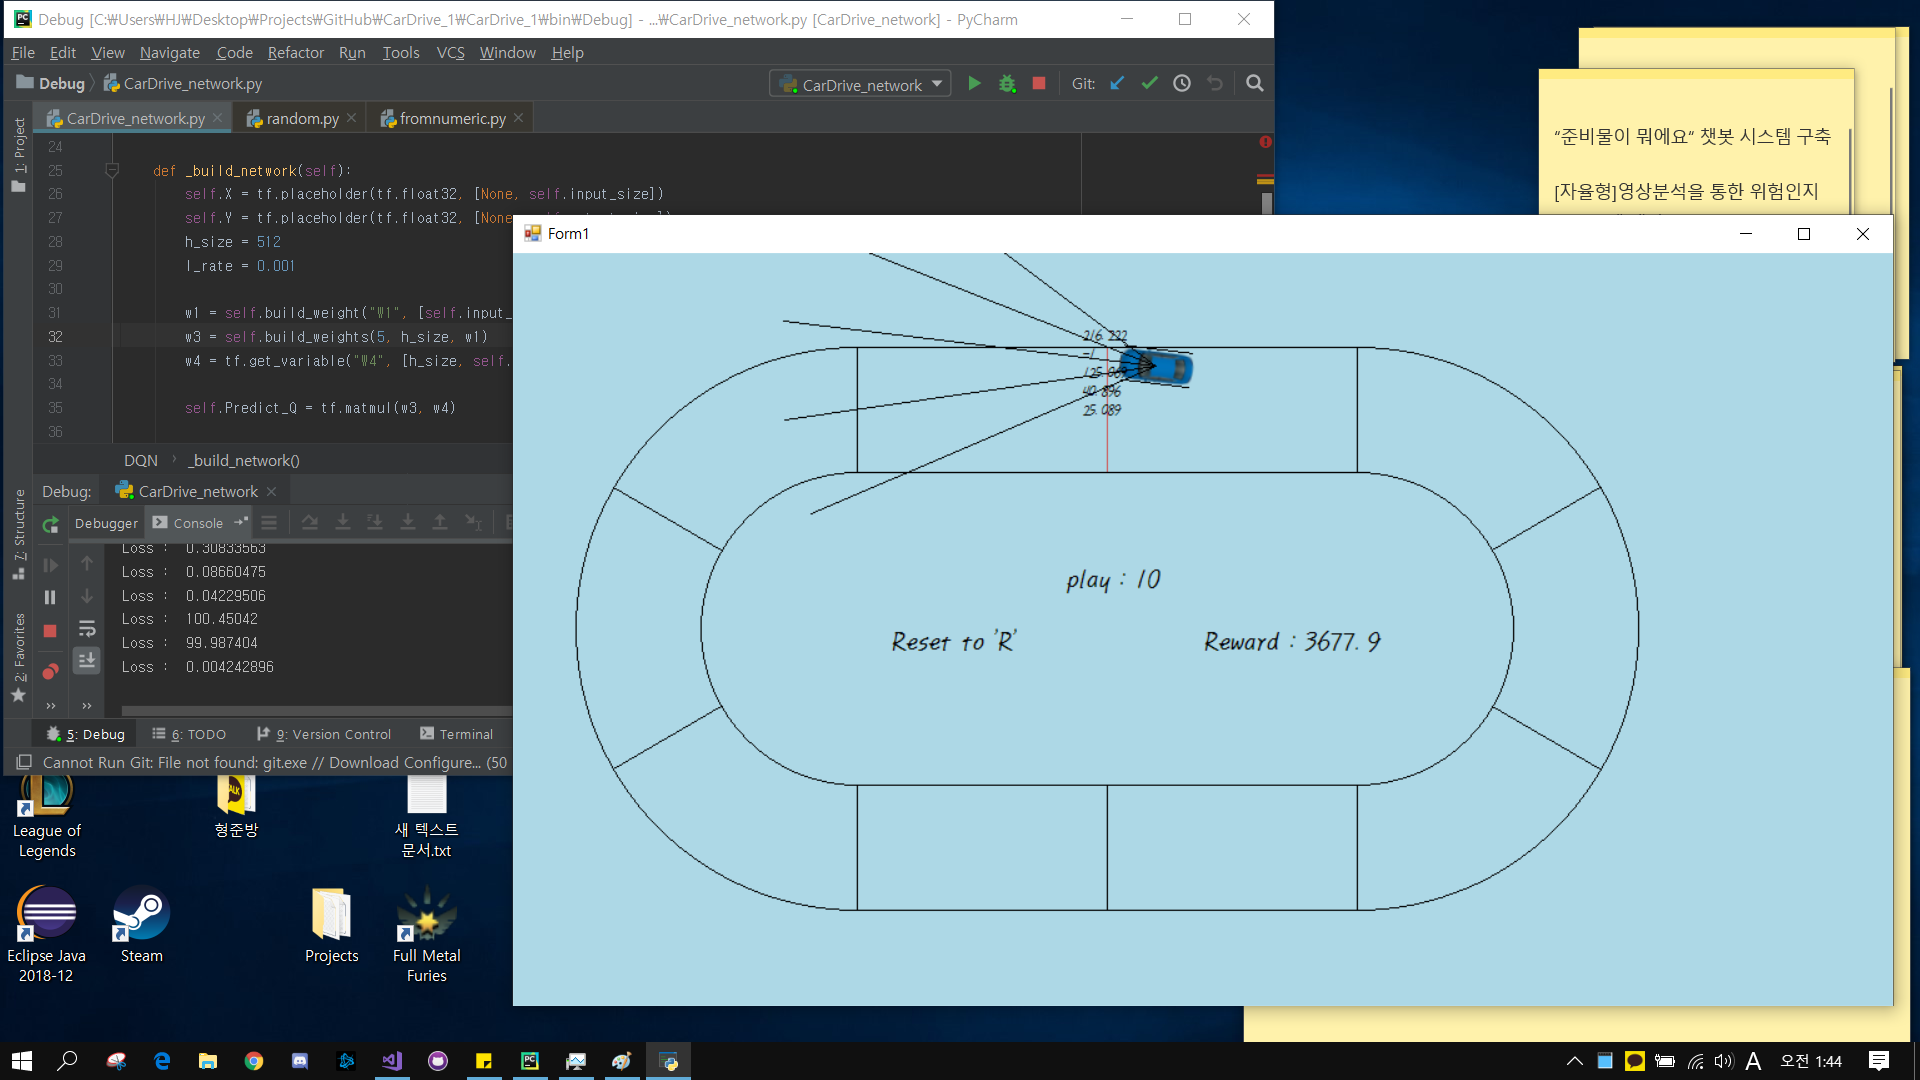 Debug [C:\Users\HJ\Desktop\Projects\GitHub\CarDrive_1\CarDrive_1\bin\Debug] - ...\CarDrive_network.py [CarDrive_network] - PyCharm
File Edit View Navigate Code Refactor Run Tools VCS Window Help
Debug CarDrive_network.py
CarDrive_network
Git:
CarDrive_network.py random.py fromnumeric.py
1: Project
24
25 def _build_network(self):
26 self.X = tf.placeholder(tf.float32, [None, self.input_size])
27 self.Y = tf.placeholder(tf.float32, [None
28 h_size = 512
29 l_rate = 0.001
30
31 w1 = self.build_weight("W1", [self.input_
32 w3 = self.build_weights(5, h_size, w1)
33 w4 = tf.get_variable("W4", [h_size, self.
34
35 self.Predict_Q = tf.matmul(w3, w4)
36
DQN _build_network()
Debug: CarDrive_network
Debugger Console
7: Structure
2: Favorites
Loss : 0.30833563
Loss : 0.08660475
Loss : 0.04229506
Loss : 100.45042
Loss : 99.987404
Loss : 0.004242896
5: Debug 6: TODO 9: Version Control Terminal
Cannot Run Git: File not found: git.exe // Download Configure... (50
“준비물이 뭐에요“ 챗봇 시스템 구축
[자율형]영상분석을 통한 위험인지
Form1
216.222
-1
125.069
40.896
25.089
play : 10
Reset to 'R'
Reward : 3677.9
League of
Legends
형준방
새 텍스트
문서.txt
Eclipse Java
2018-12
Steam
Projects
Full Metal
Furies
A
오전 1:44